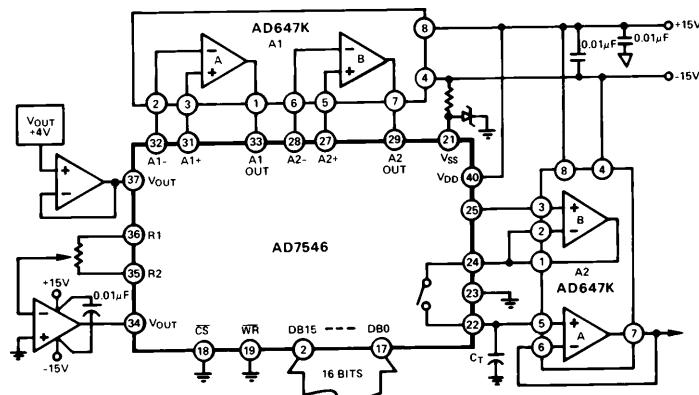 AD647K
A1
8
+15V
0.01µF
0.01µF
A
B
4
-15V
2
3
1
6
5
7
VOUT
+4V
32
31
33
28
27
29
21
A1-
A1+
A1
OUT
A2-
A2+
A2
OUT
VSS
VDD
40
8
4
37
VOUT
25
3
B
2
36
R1
AD7546
24
1
A2
AD647K
35
R2
23
+15V
0.01µF
34
VOUT
22
5
A
7
6
CS
WR
DB15
DB0
CT
-15V
18
19
2
17
16 BITS